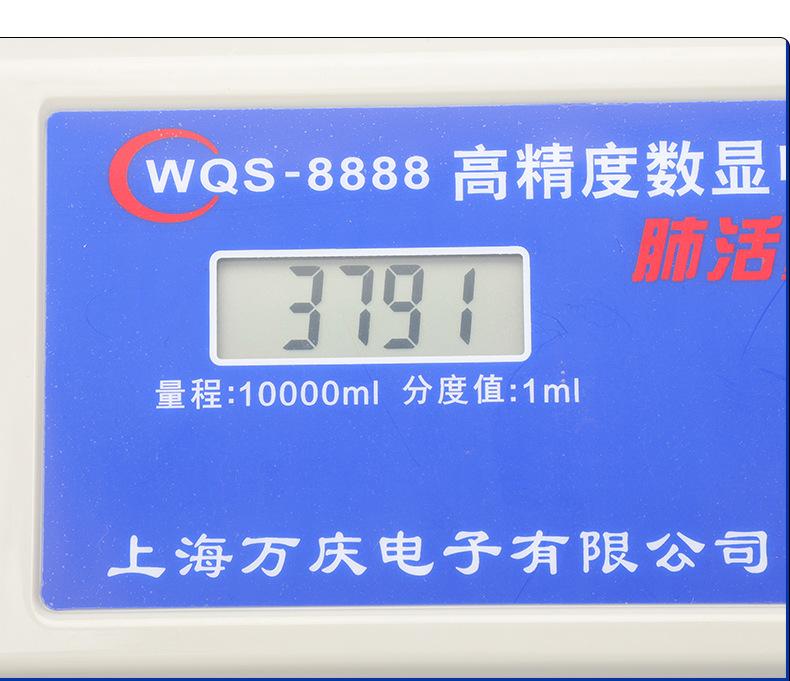 WQS-8888 高精度数显
肺活
3791
量程:10000ml 分度值:1ml
上海万庆电子有限公司